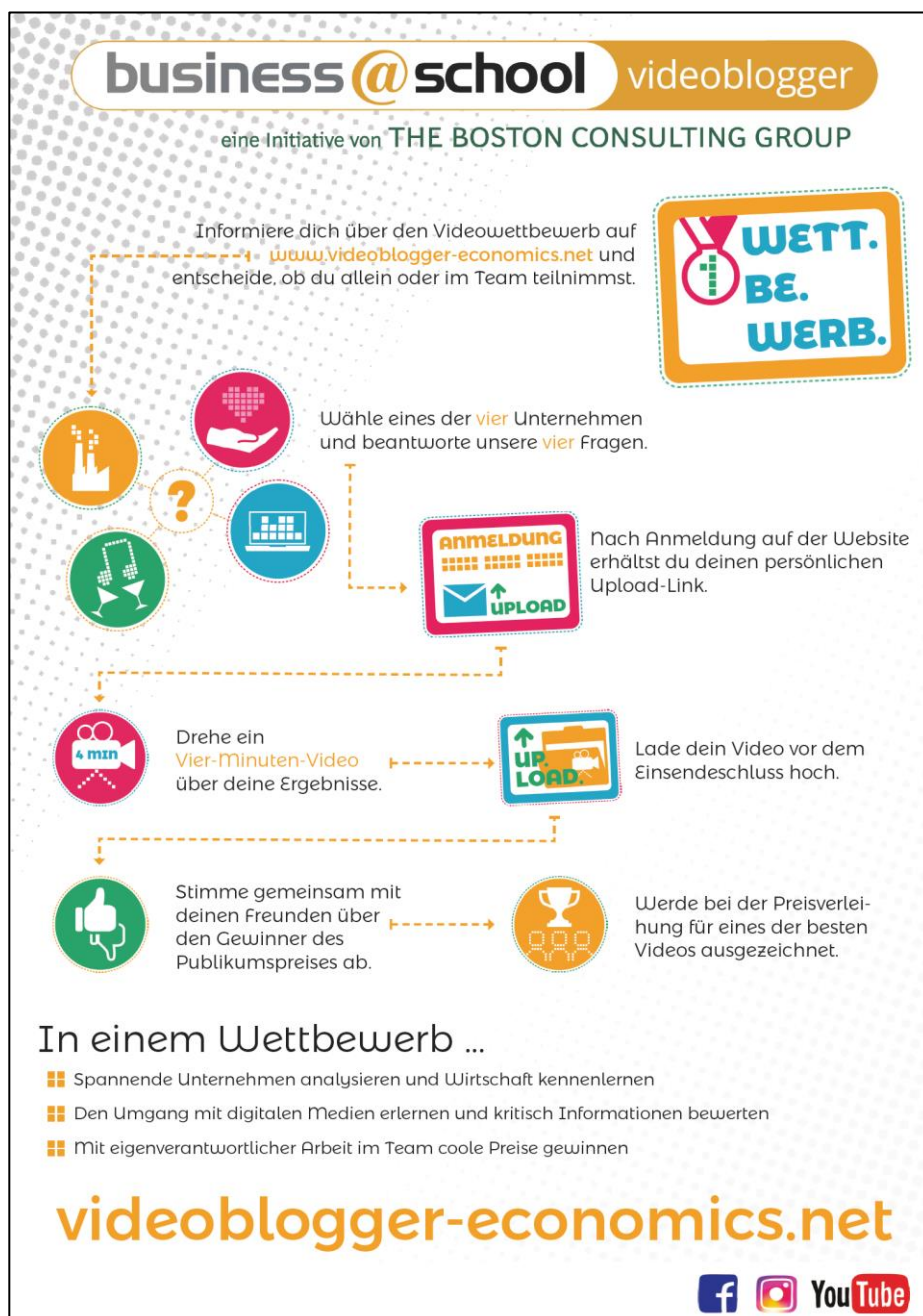 business@school videoblogger
eine Initiative von THE BOSTON CONSULTING GROUP
Informiere dich über den Videowettbewerb auf
www.videoblogger-economics.net und
entscheide, ob du allein oder im Team teilnimmst.
1
WETT.
BE.
WERB.
Wähle eines der vier Unternehmen
und beantworte unsere vier Fragen.
?
ANMELDUNG
UPLOAD
Nach Anmeldung auf der Website
erhältst du deinen persönlichen
Upload-Link.
4 min
Drehe ein
Vier-Minuten-Video
über deine Ergebnisse.
UP.
LOAD.
Lade dein Video vor dem
Einsendeschluss hoch.
Stimme gemeinsam mit
deinen Freunden über
den Gewinner des
Publikumspreises ab.
Werde bei der Preisverlei-
hung für eines der besten
Videos ausgezeichnet.
In einem Wettbewerb ...
Spannende Unternehmen analysieren und Wirtschaft kennenlernen
Den Umgang mit digitalen Medien erlernen und kritisch Informationen bewerten
Mit eigenverantwortlicher Arbeit im Team coole Preise gewinnen
videoblogger-economics.net
f YouTube